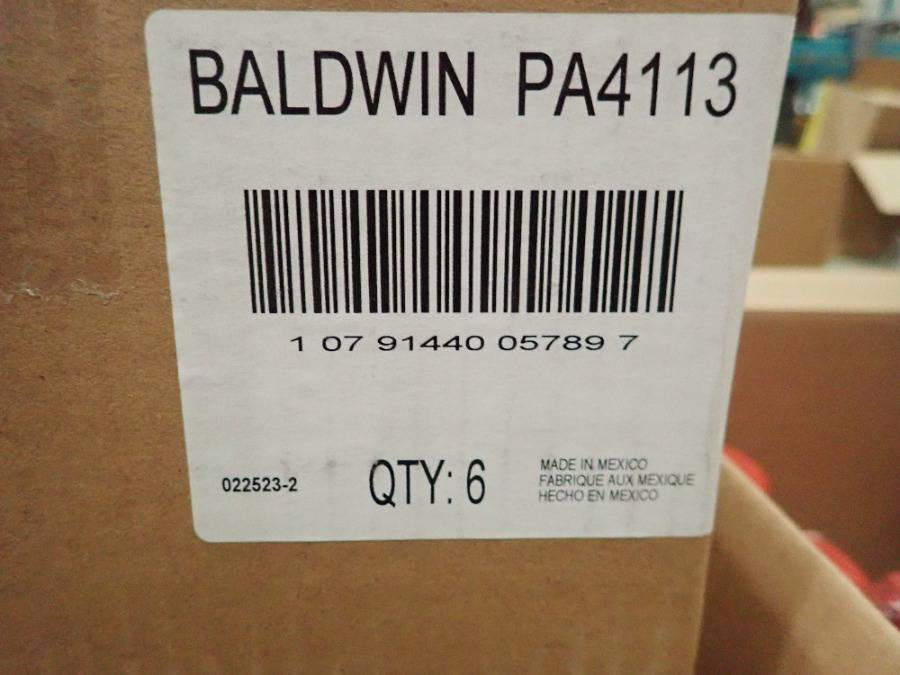 BALDWIN PA4113
1 07 91440 05789 7
022523-2
QTY: 6
MADE IN MEXICO
FABRIQUE AUX MEXIQUE
HECHO EN MEXICO